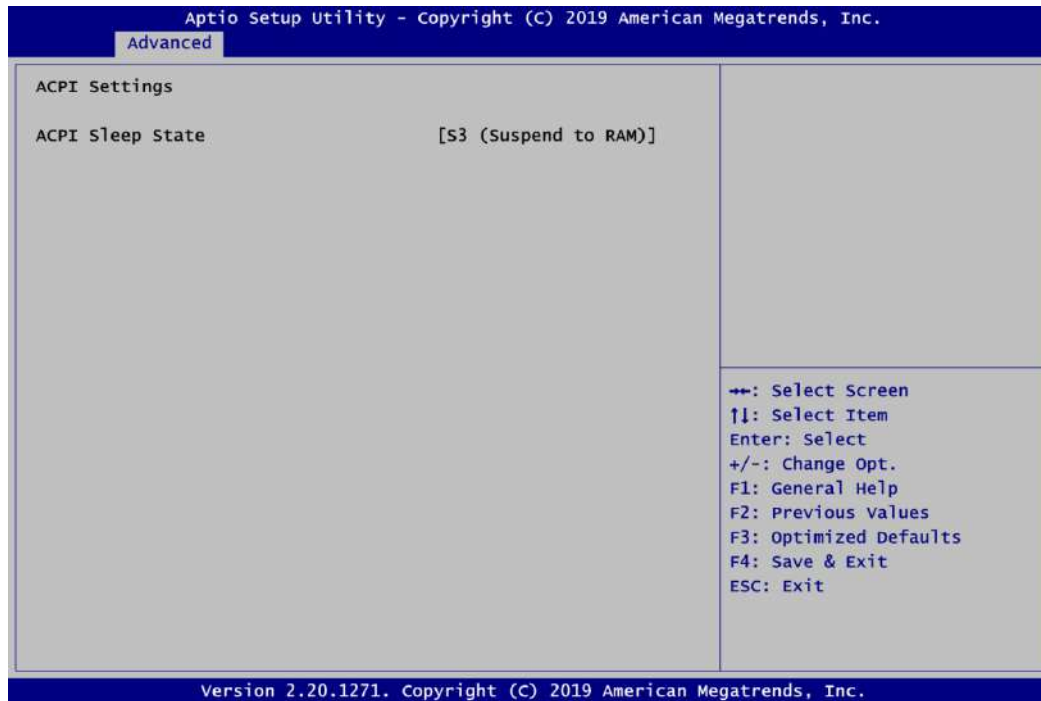 Aptio Setup Utility - Copyright (C) 2019 American Megatrends, Inc.
Advanced
ACPI Settings
ACPI Sleep State [S3 (Suspend to RAM)]
→←: Select Screen
↑↓: Select Item
Enter: Select
+/-: Change Opt.
F1: General Help
F2: Previous Values
F3: Optimized Defaults
F4: Save & Exit
ESC: Exit
Version 2.20.1271. Copyright (C) 2019 American Megatrends, Inc.